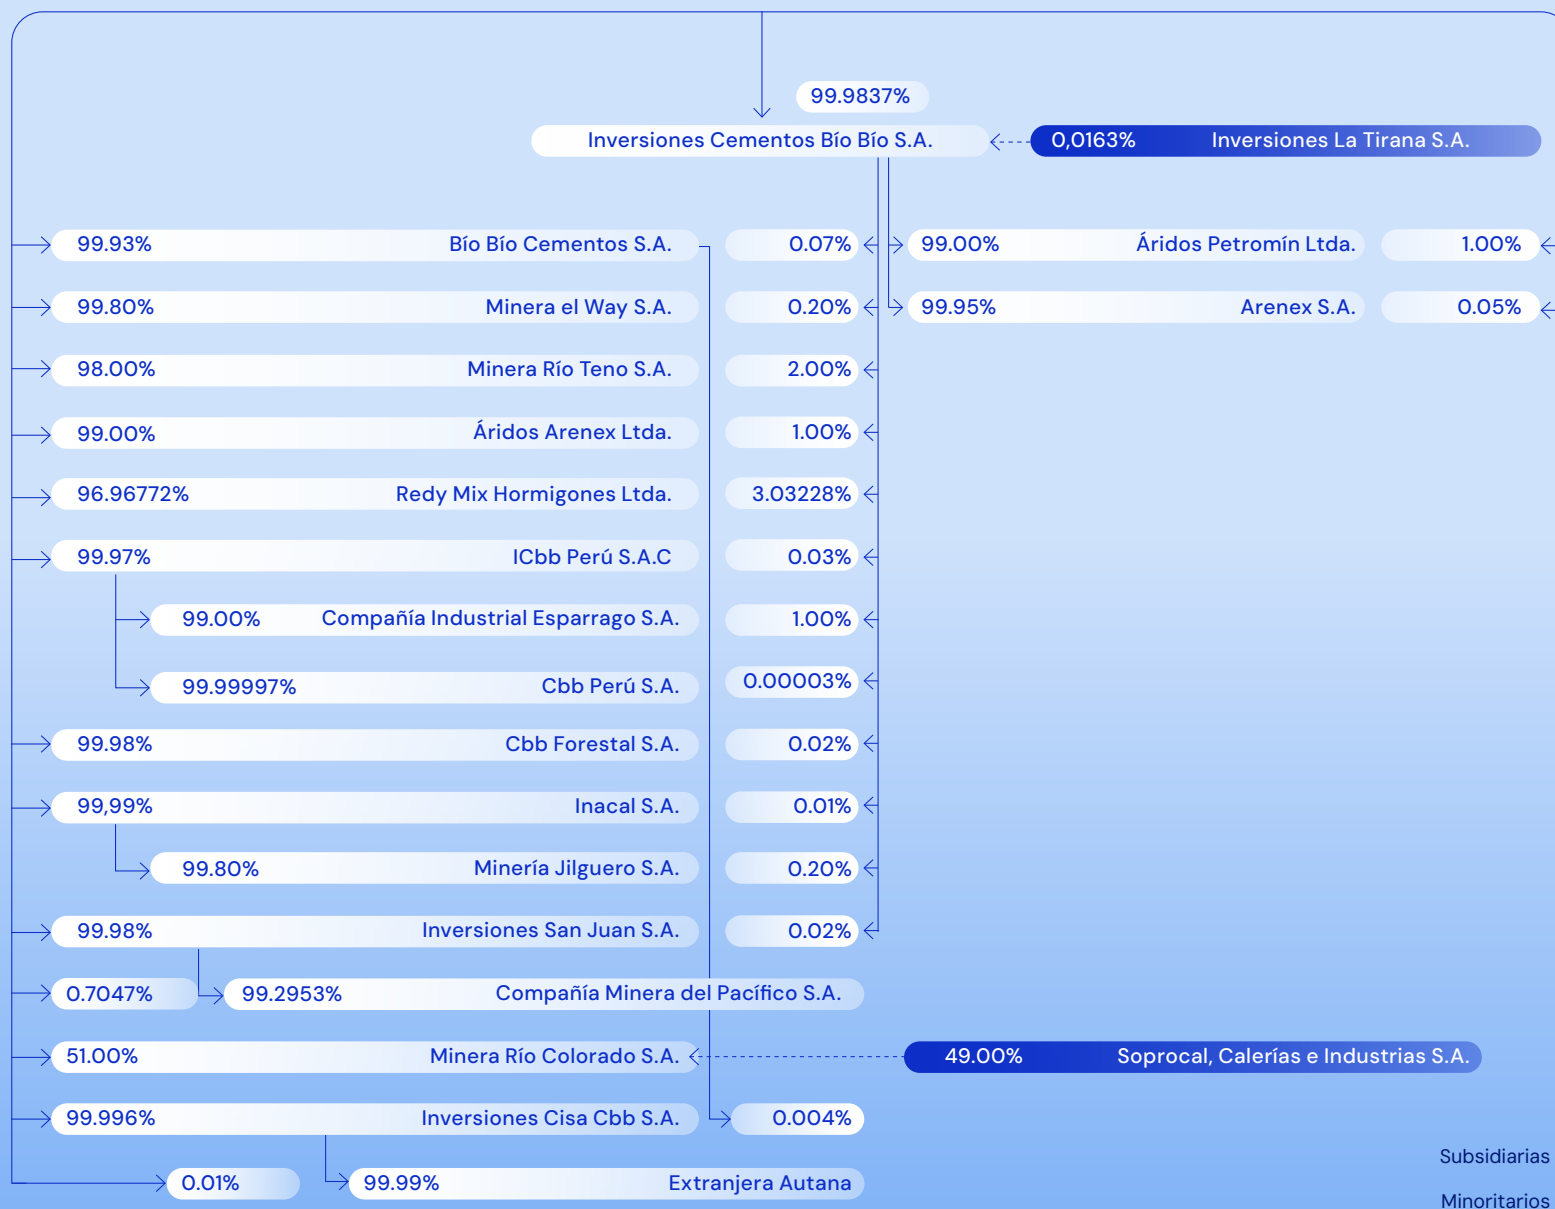 99.9837%
Inversiones Cementos Bío Bío S.A.
0,0163% Inversiones La Tirana S.A.
99.93% Bío Bío Cementos S.A. 0.07% 99.00% Áridos Petromín Ltda. 1.00%
99.80% Minera el Way S.A. 0.20% 99.95% Arenex S.A. 0.05%
98.00% Minera Río Teno S.A. 2.00%
99.00% Áridos Arenex Ltda. 1.00%
96.96772% Redy Mix Hormigones Ltda. 3.03228%
99.97% ICbb Perú S.A.C 0.03%
99.00% Compañía Industrial Esparrago S.A. 1.00%
99.99997% Cbb Perú S.A. 0.00003%
99.98% Cbb Forestal S.A. 0.02%
99,99% Inacal S.A. 0.01%
99.80% Minería Jilguero S.A. 0.20%
99.98% Inversiones San Juan S.A. 0.02%
0.7047% 99.2953% Compañía Minera del Pacífico S.A.
51.00% Minera Río Colorado S.A. 49.00% Soprocal, Calerías e Industrias S.A.
99.996% Inversiones Cisa Cbb S.A. 0.004%
Subsidiarias
0.01% 99.99% Extranjera Autana
Minoritarios